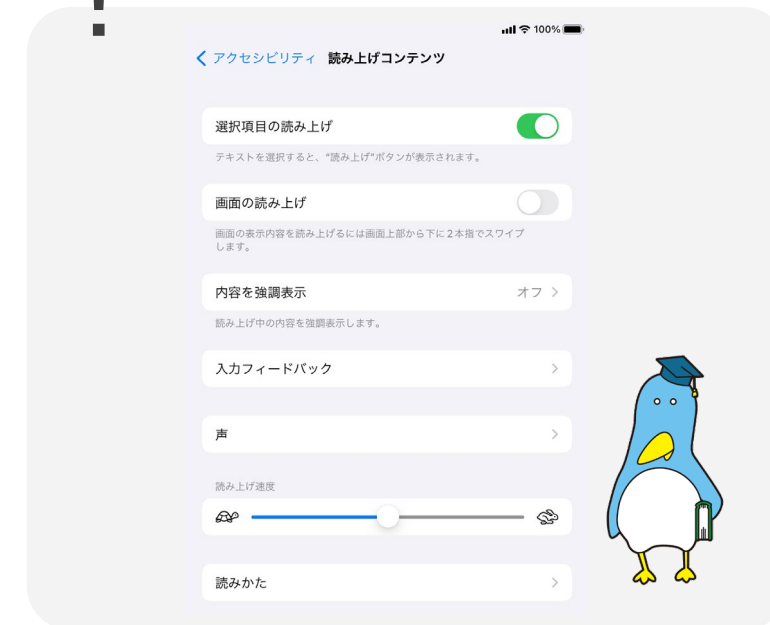 100%
アクセシビリティ 読み上げコンテンツ
選択項目の読み上げ
テキストを選択すると、“読み上げ”ボタンが表示されます。
画面の読み上げ
画面の表示内容を読み上げるには画面上部から下に2本指でスワイプ
します。
内容を強調表示 オフ
読み上げ中の内容を強調表示します。
入力フィードバック
声
読み上げ速度
読みかた